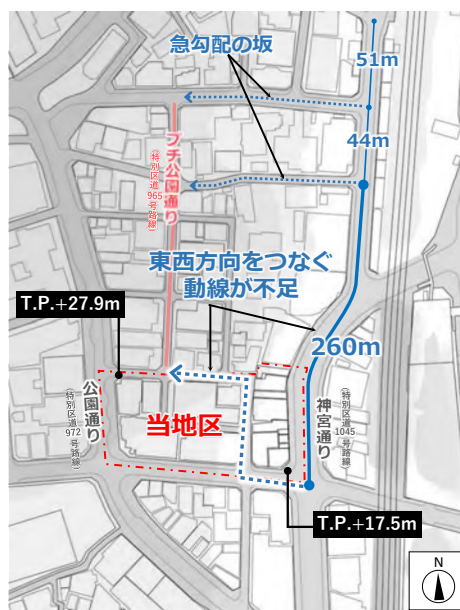 急勾配の坂
51m
44m
プチ公園通り
（特別区道965号路線）
東西方向をつなぐ
動線が不足
T.P.+27.9m
260m
公園通り
（特別区道972号路線）
当地区
神宮通り
（特別区道1045号路線）
T.P.+17.5m
N